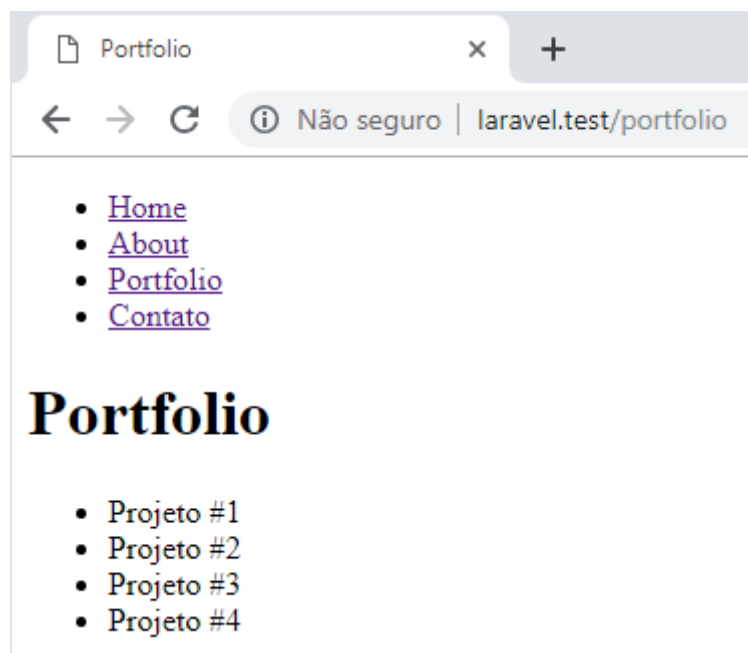 Portfolio
Não seguro | laravel.test/portfolio
Home
About
Portfolio
Contato
Portfolio
Projeto #1
Projeto #2
Projeto #3
Projeto #4